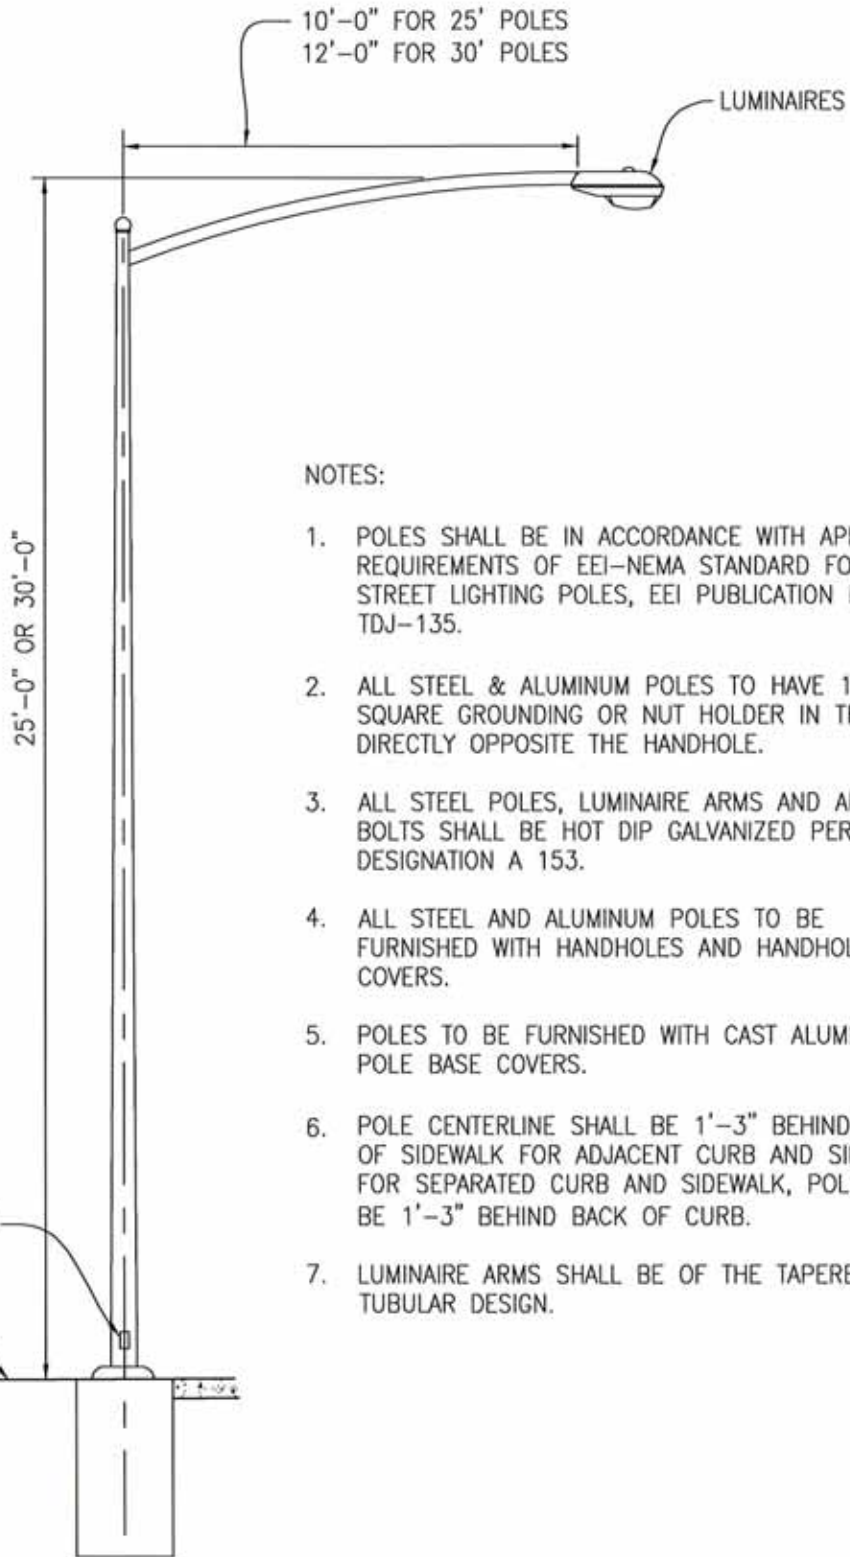 10'-0" FOR 25' POLES
12'-0" FOR 30' POLES
LUMINAIRES
25'-0" OR 30'-0"
NOTES:
1. POLES SHALL BE IN ACCORDANCE WITH
REQUIREMENTS OF EEI-NEMA STANDARD
STREET LIGHTING POLES, EEI PUBLICATION
TDJ-135.
2. ALL STEEL & ALUMINUM POLES TO HAVE
SQUARE GROUNDING OR NUT HOLDER IN
DIRECTLY OPPOSITE THE HANDHOLE.
3. ALL STEEL POLES, LUMINAIRE ARMS AND
BOLTS SHALL BE HOT DIP GALVANIZED PER
DESIGNATION A 153.
4. ALL STEEL AND ALUMINUM POLES TO BE
FURNISHED WITH HANDHOLES AND
COVERS.
5. POLES TO BE FURNISHED WITH CAST
POLE BASE COVERS.
6. POLE CENTERLINE SHALL BE 1'-3" BEHIND
OF SIDEWALK FOR ADJACENT CURB AND
FOR SEPARATED CURB AND SIDEWALK,
BE 1'-3" BEHIND BACK OF CURB.
7. LUMINAIRE ARMS SHALL BE OF THE
TUBULAR DESIGN.